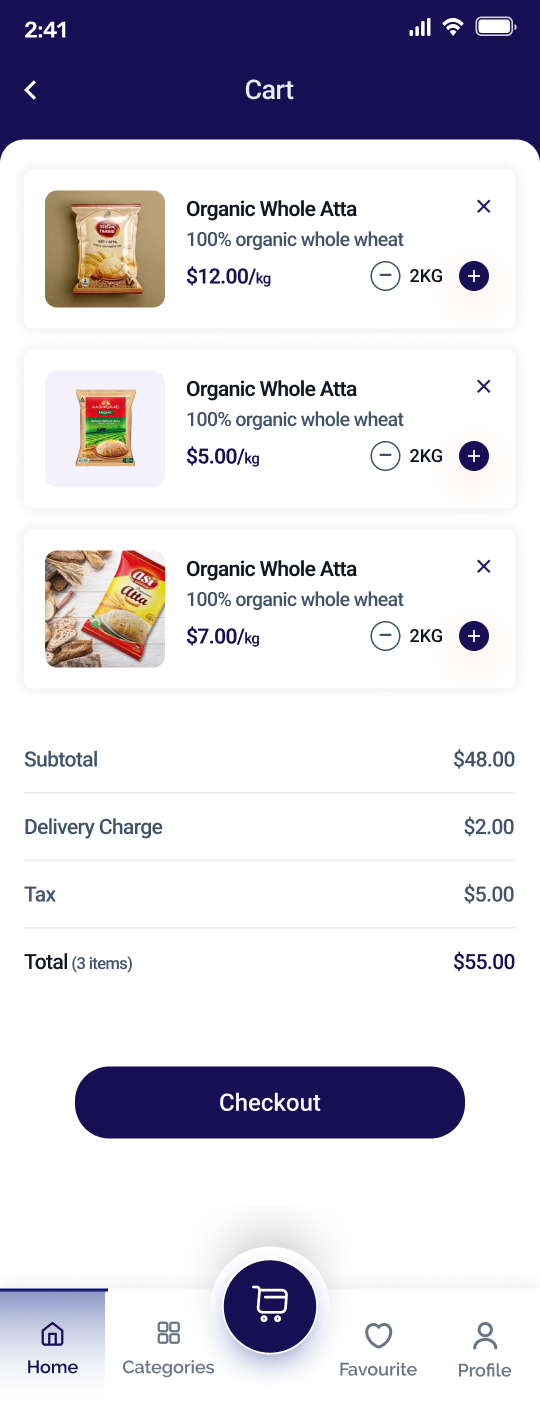 2:41
Cart
Organic Whole Atta
100% organic whole wheat
$12.00/kg
2KG
Organic Whole Atta
100% organic whole wheat
$5.00/kg
2KG
asi
Atta
Organic Whole Atta
100% organic whole wheat
$7.00/kg
2KG
Subtotal
$48.00
Delivery Charge
$2.00
Tax
$5.00
Total (3 items)
$55.00
Checkout
Home
Categories
Favourite
Profile